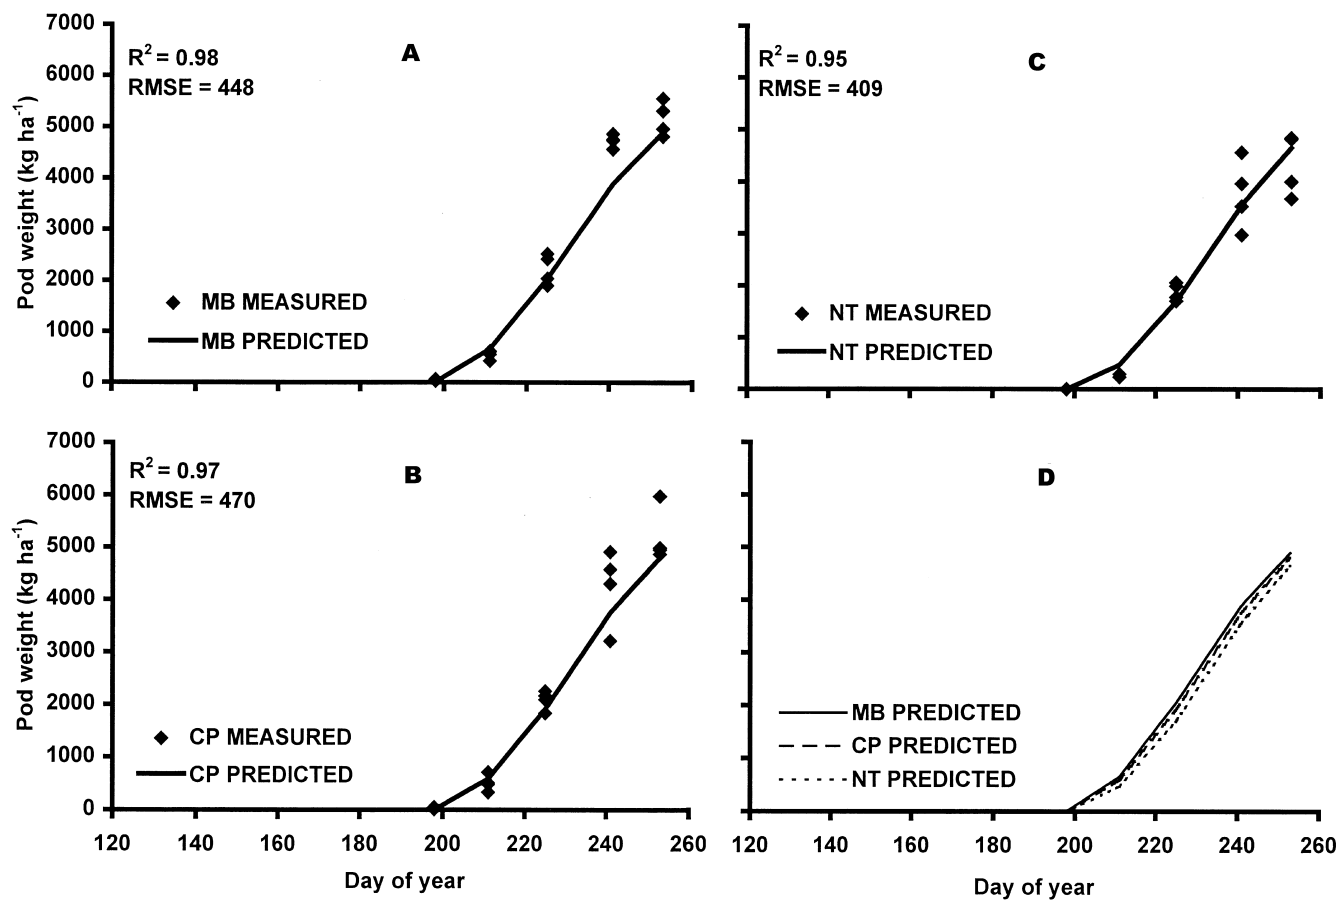 A
R² = 0.98
RMSE = 448
7000
6000
5000
4000
3000
2000
1000
0
Pod weight (kg ha⁻¹)
MB MEASURED
MB PREDICTED
C
R² = 0.95
RMSE = 409
NT MEASURED
NT PREDICTED
B
R² = 0.97
RMSE = 470
7000
6000
5000
4000
3000
2000
1000
0
Pod weight (kg ha⁻¹)
CP MEASURED
CP PREDICTED
120 140 160 180 200 220 240 260
Day of year
D
MB PREDICTED
CP PREDICTED
NT PREDICTED
120 140 160 180 200 220 240 260
Day of year